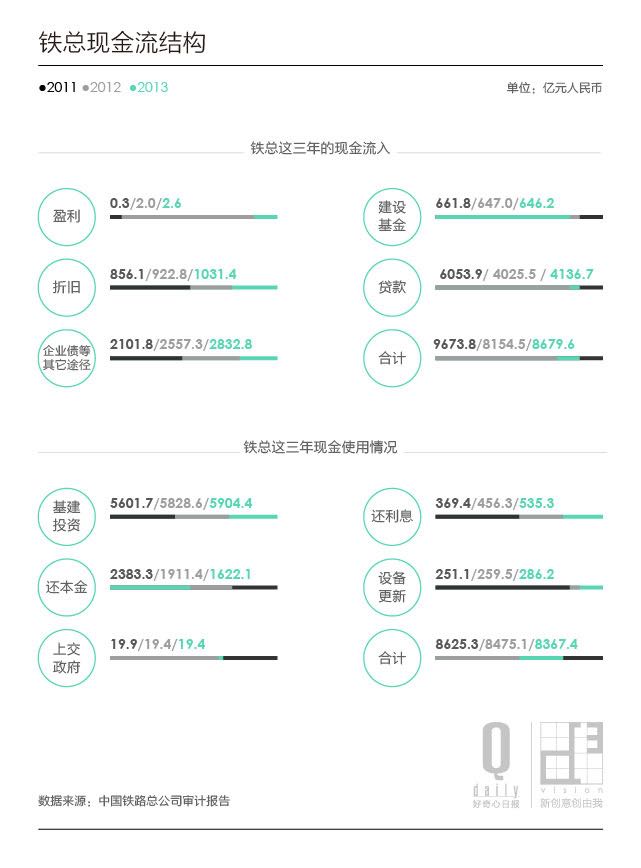 铁总现金流结构
●2011 ●2012 ●2013
单位：亿元人民币
铁总这三年的现金流入
盈利
0.3/2.0/2.6
建设
基金
661.8/647.0/646.2
折旧
856.1/922.8/1031.4
贷款
6053.9/ 4025.5 / 4136.7
企业债等
其它途径
2101.8/2557.3/2832.8
合计
9673.8/8154.5/8679.6
铁总这三年现金使用情况
基建
投资
5601.7/5828.6/5904.4
还利息
369.4/456.3/535.3
还本金
2383.3/1911.4/1622.1
设备
更新
251.1/259.5/286.2
上交
政府
19.9/19.4/19.4
合计
8625.3/8475.1/8367.4
Q
daily
好奇心日报
vision
新创意创由我
数据来源：中国铁路总公司审计报告